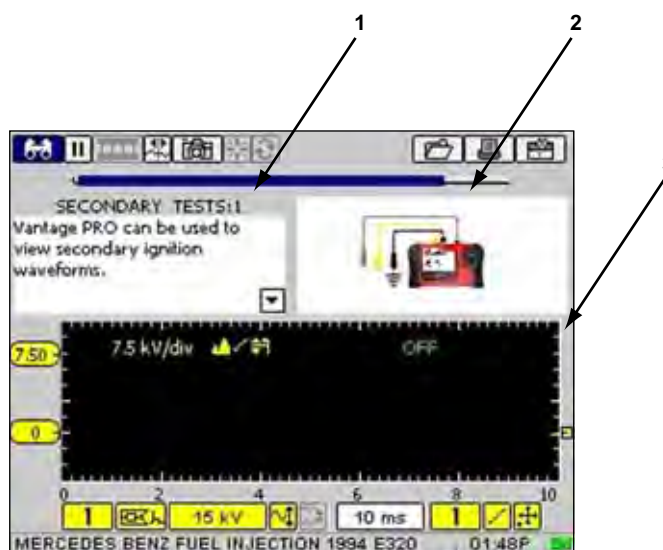 1
2
SECONDARY TESTS:1
Vantage PRO can be used to
view secondary ignition
waveforms.
7.50
7.5 kV/div
OFF
0
0 2 4 6 8 10
1 15 kV 10 ms 1
MERCEDES BENZ FUEL INJECTION 1994 E320 01:48P